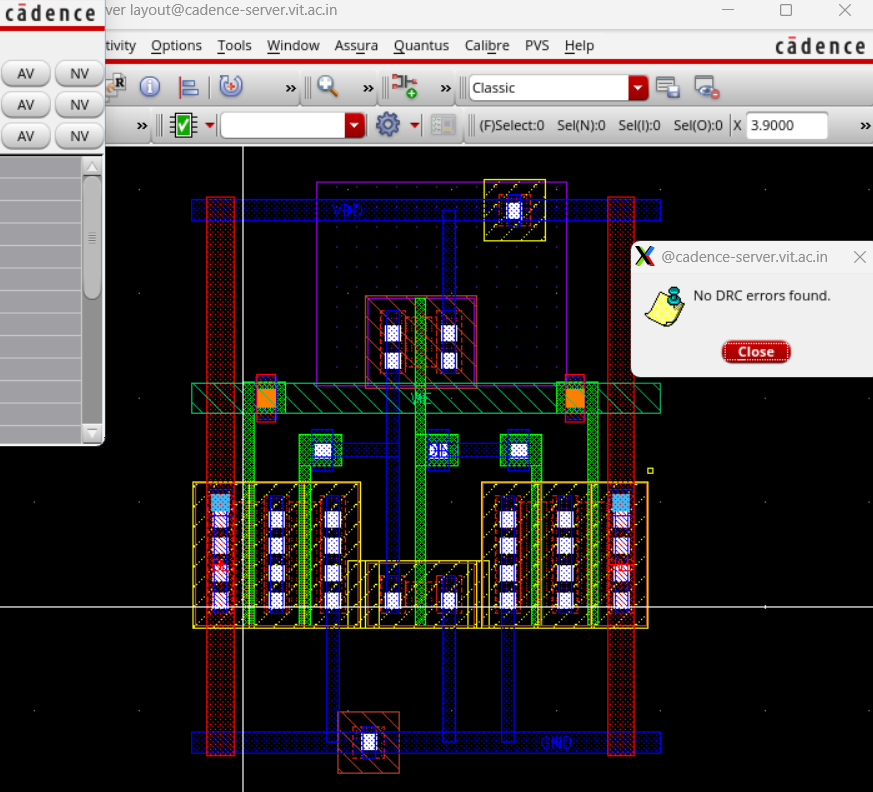 cādence
ver layout@cadence-server.vit.ac.in
tivity Options Tools Window Assura Quantus Calibre PVS Help
cādence
AV NV
AV NV
AV NV
R
» » »
Classic
» (F)Select:0 Sel(N):0 Sel(I):0 Sel(O):0 X 3.9000 »
VDD
@cadence-server.vit.ac.in
No DRC errors found.
Close
GND